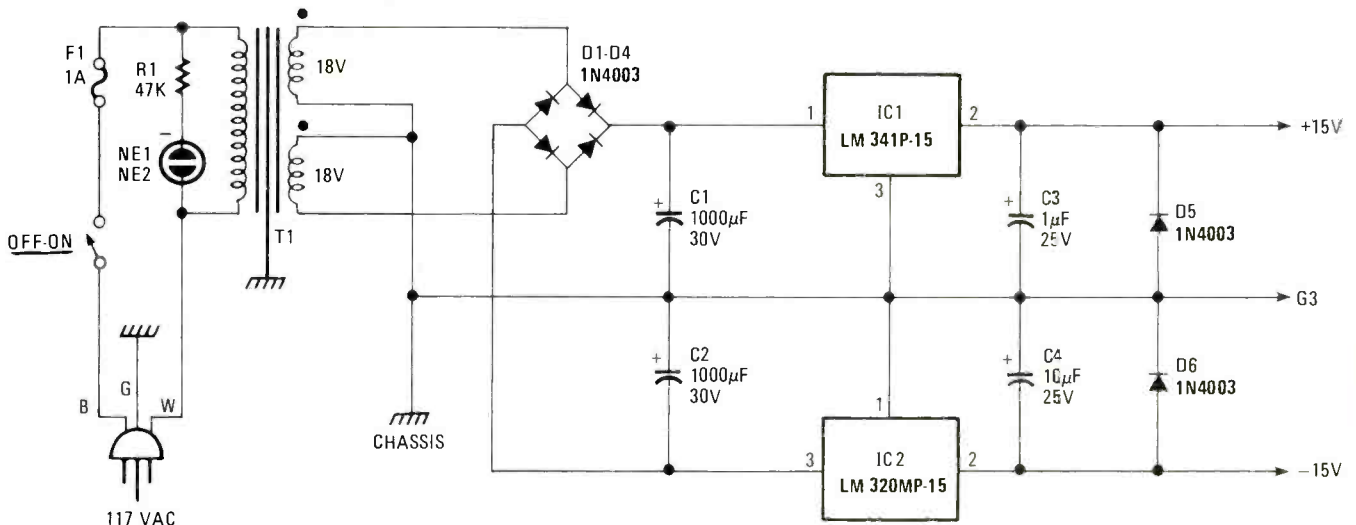 F1
1A
R1
47K
NE1
NE2
OFF-ON
B
G
W
117 VAC
T1
18V
18V
CHASSIS
D1-D4
1N4003
+
C1
1000μF
30V
+
C2
1000μF
30V
1
IC1
LM 341P-15
2
3
1
3
IC2
LM 320MP-15
2
+
C3
1μF
25V
+
C4
10μF
25V
D5
1N4003
D6
1N4003
+15V
G3
-15V